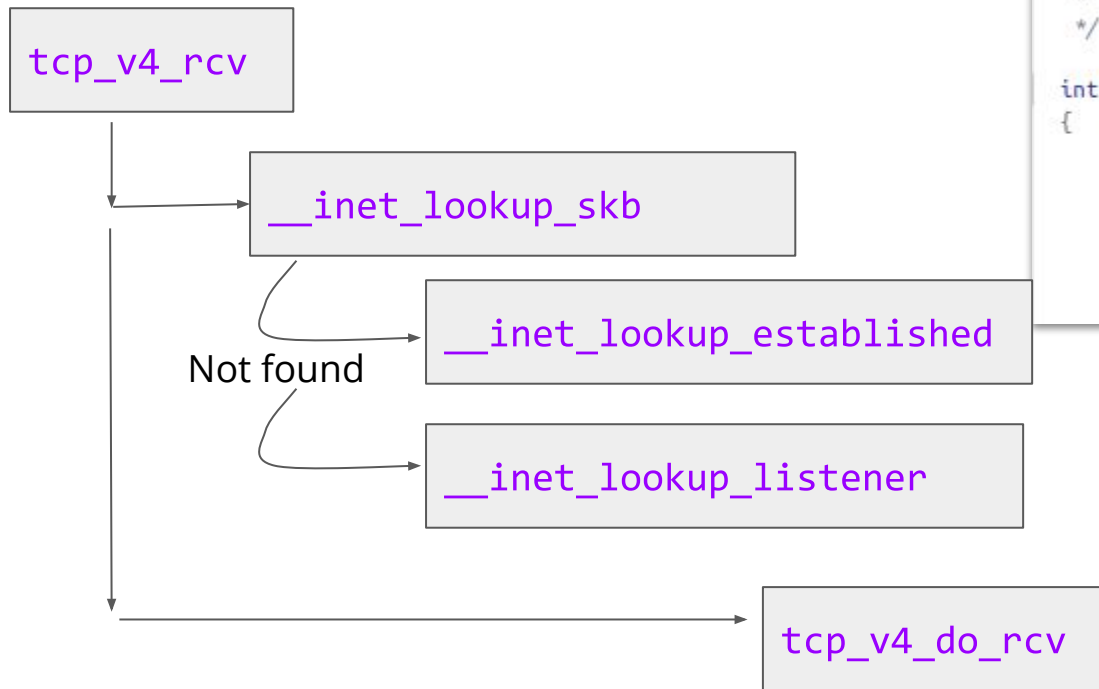 tcp_v4_rcv
*/
int
{
__inet_lookup_skb
__inet_lookup_established
Not found
__inet_lookup_listener
tcp_v4_do_rcv